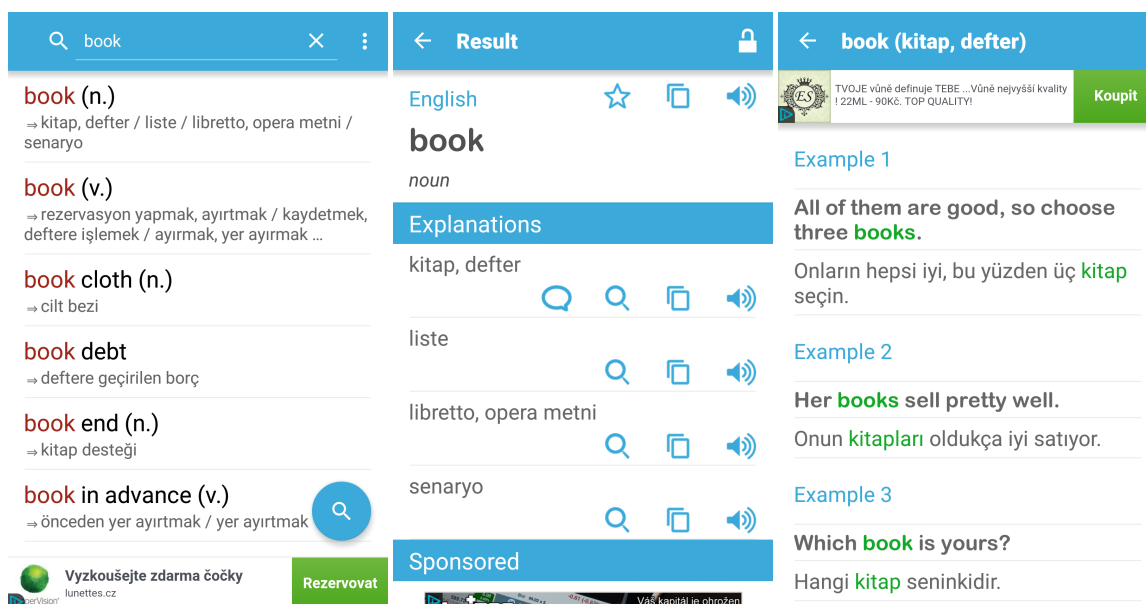 book
book (n.)
⇒ kitap, defter / liste / libretto, opera metni /
senaryo
book (v.)
⇒ rezervasyon yapmak, ayırtmak / kaydetmek,
deftere işlemek / ayırmak, yer ayırmak ...
book cloth (n.)
⇒ cilt bezi
book debt
⇒ deftere geçirilen borç
book end (n.)
⇒ kitap desteği
book in advance (v.)
⇒ önceden yer ayırtmak / yer ayırtmak
Vyzkoušejte zdarma čočky
lunettes.cz
Rezervovat
Result
English
book
noun
Explanations
kitap, defter
liste
libretto, opera metni
senaryo
Sponsored
Váš kapitál je ohrožen
book (kitap, defter)
ES
TVOJE vůně definuje TEBE ...Vůně nejvyšší kvality
! 22ML - 90Kč. TOP QUALITY!
Koupit
Example 1
All of them are good, so choose
three books.
Onların hepsi iyi, bu yüzden üç kitap
seçin.
Example 2
Her books sell pretty well.
Onun kitapları oldukça iyi satıyor.
Example 3
Which book is yours?
Hangi kitap seninkidir.